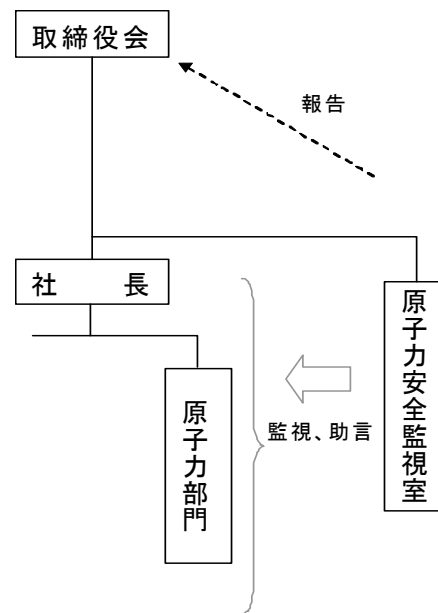 取締役会
報告
社　　長
原子力安全監視室
監視、助言
原子力部門